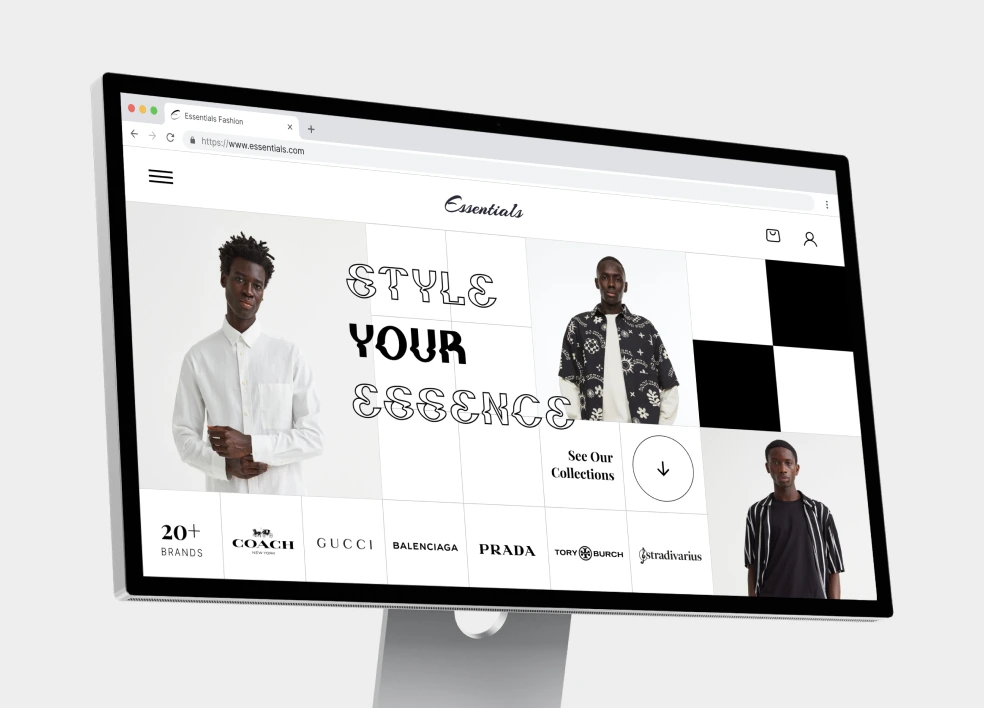 Essentials Fashion
https://www.essentials.com
Essentials
STYLE
YOUR
ESSENCE
See Our
Collections
20+
BRANDS
COACH
NEW YORK
GUCCI
BALENCIAGA
PRADA
TORY BURCH
stradivarius